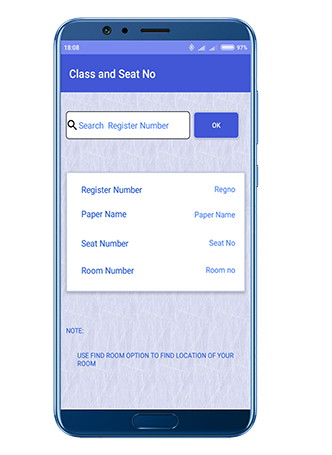 18:08 97%
Class and Seat No
Search Register Number OK
Register Number Regno
Paper Name Paper Name
Seat Number Seat No
Room Number Room no
NOTE:
USE FIND ROOM OPTION TO FIND LOCATION OF YOUR
ROOM